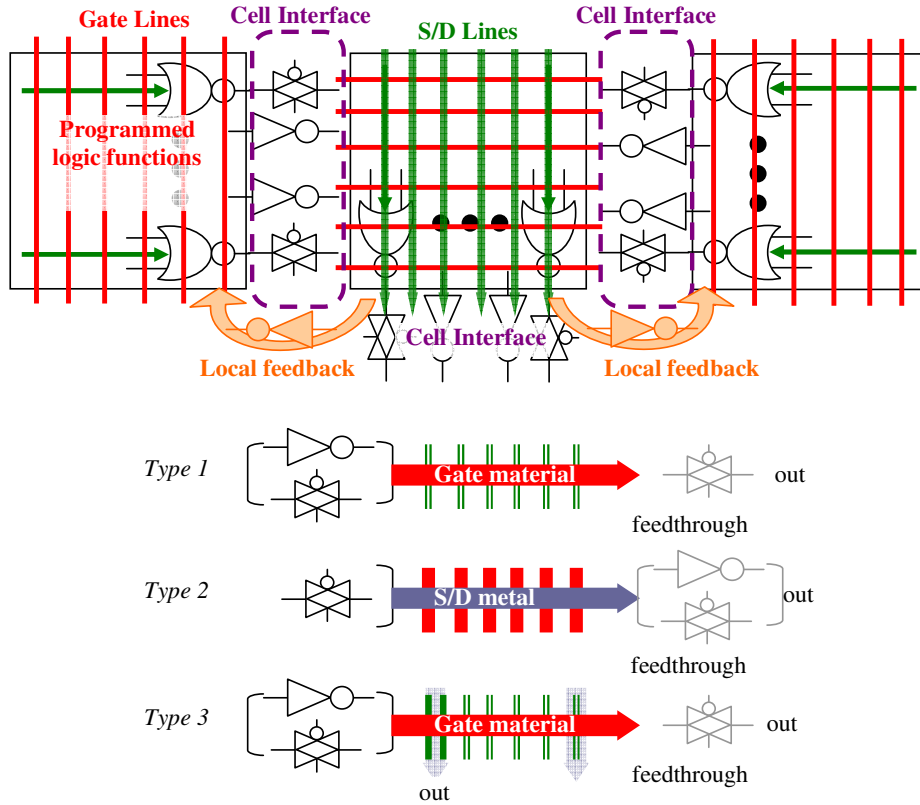 Gate Lines
Cell Interface
S/D Lines
Cell Interface
Programmed
logic functions
Cell Interface
Local feedback
Local feedback
Type 1
Gate material
out
feedthrough
Type 2
S/D metal
out
feedthrough
Type 3
Gate material
out
feedthrough
out